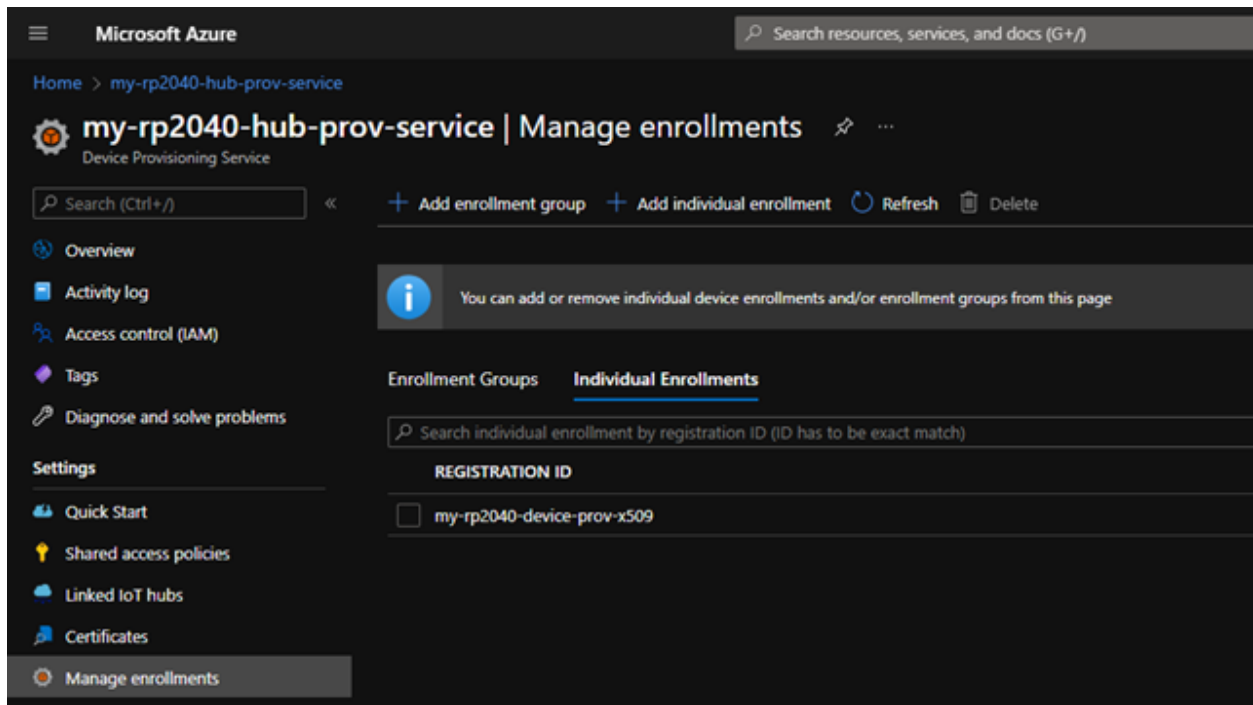 Microsoft Azure
Search resources, services, and docs (G+/)
Home > my-rp2040-hub-prov-service
my-rp2040-hub-prov-service | Manage enrollments
Device Provisioning Service
Search (Ctrl+/)
Add enrollment group
Add individual enrollment
Refresh
Delete
Overview
Activity log
Access control (IAM)
Tags
Diagnose and solve problems
Settings
Quick Start
Shared access policies
Linked IoT hubs
Certificates
Manage enrollments
You can add or remove individual device enrollments and/or enrollment groups from this page
Enrollment Groups
Individual Enrollments
Search individual enrollment by registration ID (ID has to be exact match)
REGISTRATION ID
my-rp2040-device-prov-x509